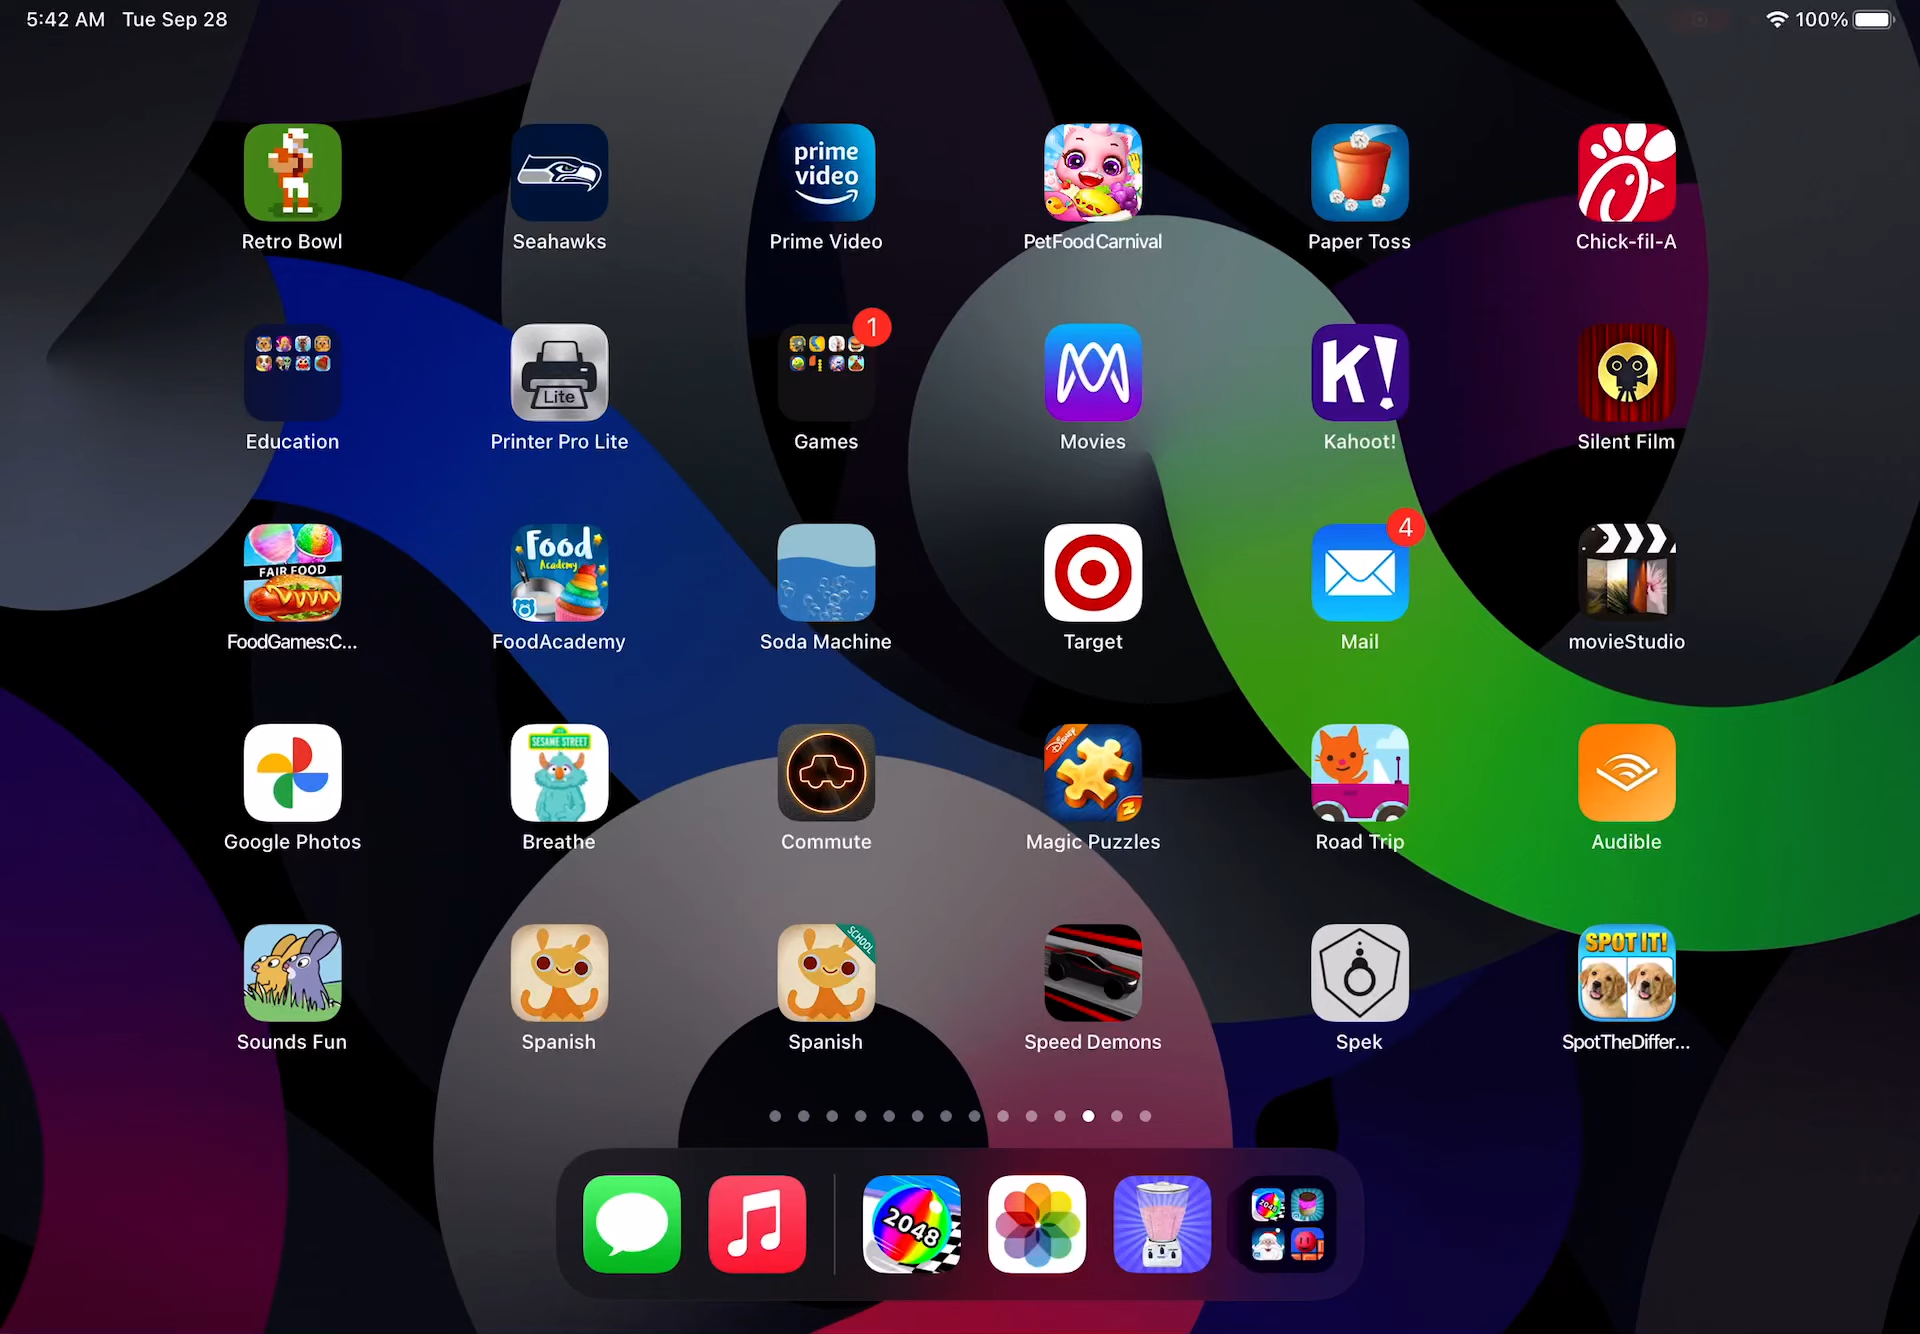 5:42 AM Tue Sep 28
100%
prime
video
Retro Bowl
Seahawks
Prime Video
PetFoodCarnival
Paper Toss
Chick-fil-A
1
Lite
K!
Education
Printer Pro Lite
Games
Movies
Kahoot!
Silent Film
4
FAIR FOOD
Food
Academy
FoodGames:C...
FoodAcademy
Soda Machine
Target
Mail
movieStudio
SESAME STREET
DISNEY
Google Photos
Breathe
Commute
Magic Puzzles
Road Trip
Audible
SCHOOL
SPOT IT!
Sounds Fun
Spanish
Spanish
Speed Demons
Spek
SpotTheDiffer...
2048
2048